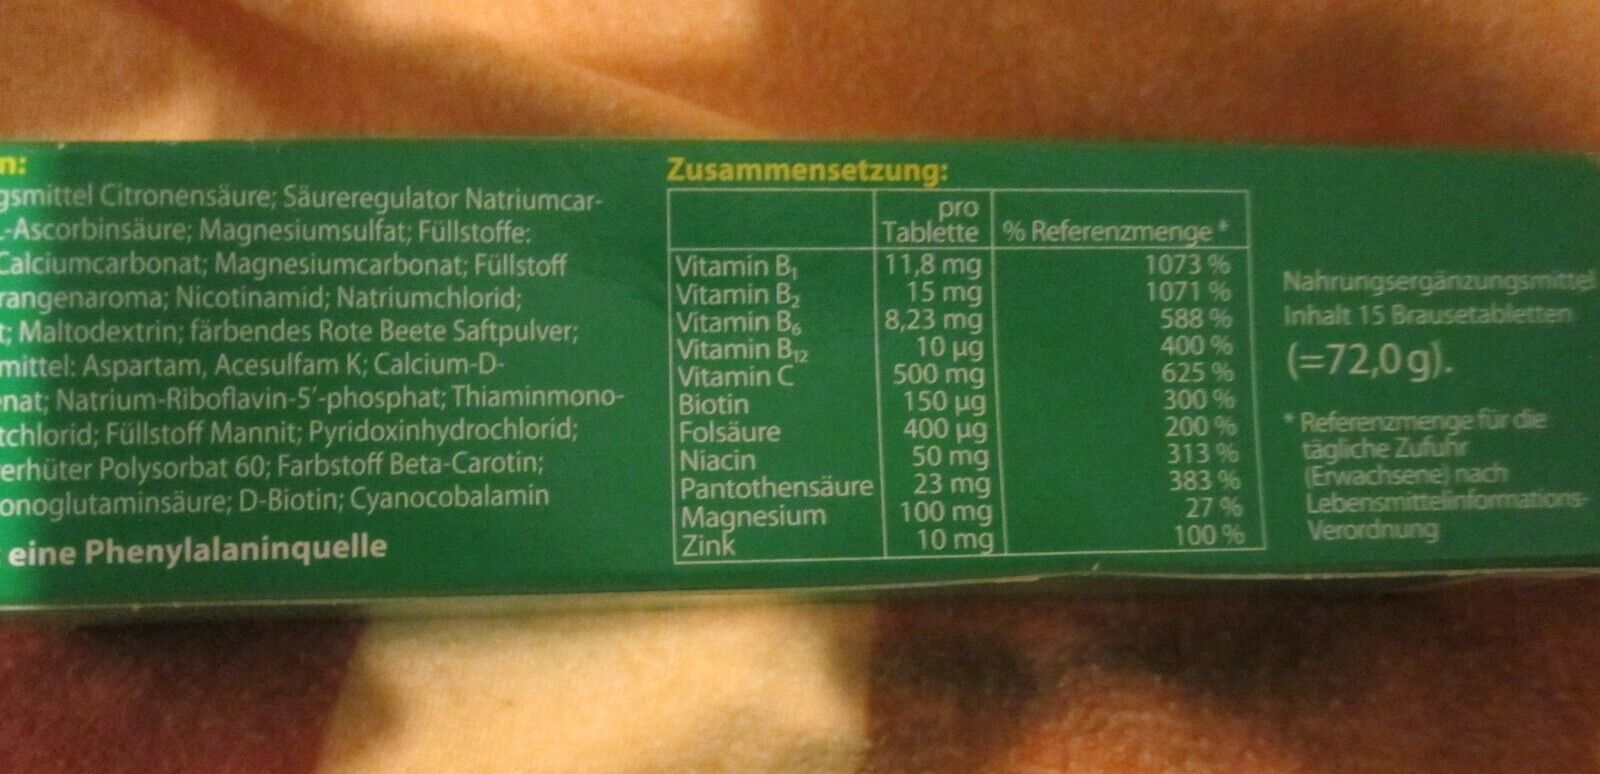 n:
gsmittel Citronensäure; Säureregulator Natriumcar-
-Ascorbinsäure; Magnesiumsulfat; Füllstoffe:
Calciumcarbonat; Magnesiumcarbonat; Füllstoff
rangenaroma; Nicotinamid; Natriumchlorid;
t; Maltodextrin; färbendes Rote Beete Saftpulver;
mittel: Aspartam, Acesulfam K; Calcium-D-
nat; Natrium-Riboflavin-5'-phosphat; Thiaminmono-
tchlorid; Füllstoff Mannit; Pyridoxinhydrochlorid;
erhüter Polysorbat 60; Farbstoff Beta-Carotin;
onoglutaminsäure; D-Biotin; Cyanocobalamin
eine Phenylalaninquelle
Zusammensetzung:
pro
Tablette % Referenzmenge *
Vitamin B₁ 11,8 mg 1073 %
Vitamin B₂ 15 mg 1071 %
Vitamin B₆ 8,23 mg 588 %
Vitamin B₁₂ 10 µg 400 %
Vitamin C 500 mg 625 %
Biotin 150 µg 300 %
Folsäure 400 µg 200 %
Niacin 50 mg 313 %
Pantothensäure 23 mg 383 %
Magnesium 100 mg 27 %
Zink 10 mg 100 %
Nahrungsergänzungsmittel
Inhalt 15 Brausetabletten
(=72,0 g).
* Referenzmenge für die
tägliche Zufuhr
(Erwachsene) nach
Lebensmittelinformations-
Verordnung